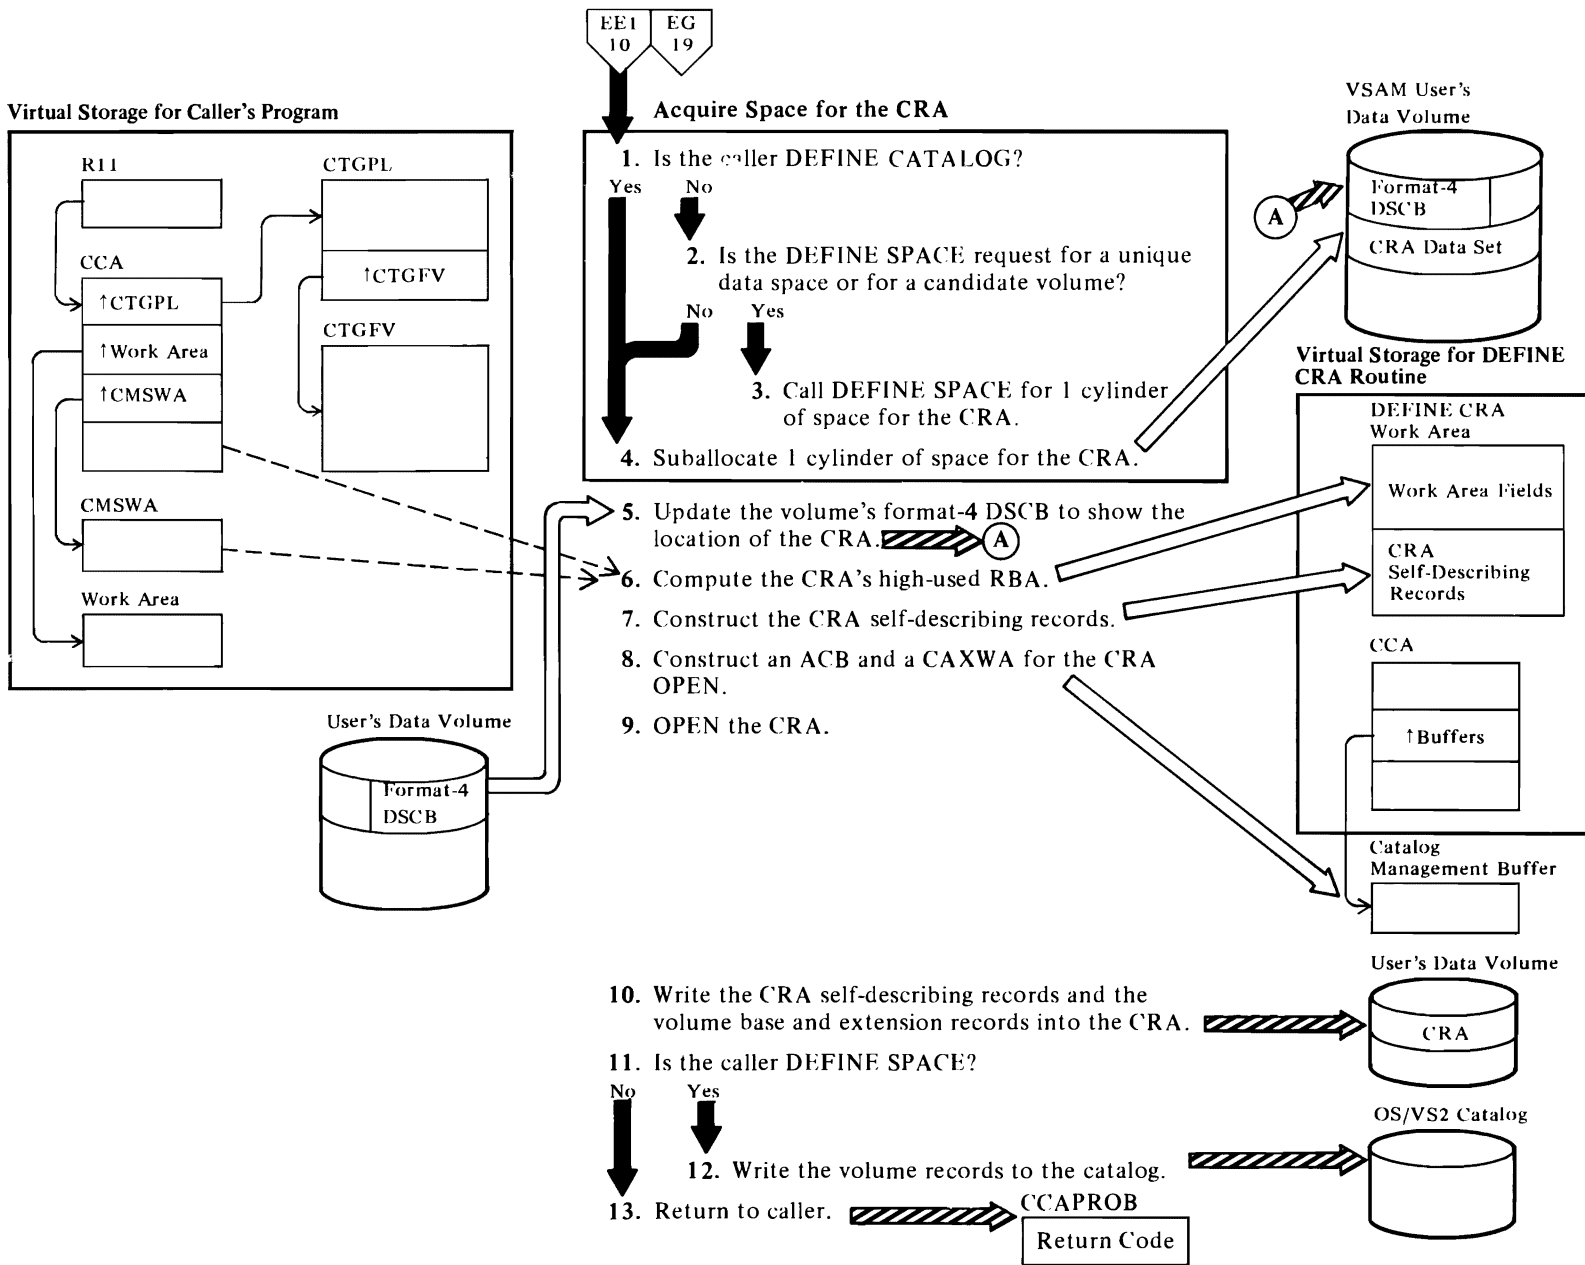 EE1
10
EG
19
Virtual Storage for Caller's Program
R11
CCA
↑CTGPL
↑Work Area
↑CMSWA
CMSWA
Work Area
CTGPL
↑CTGFV
CTGFV
User's Data Volume
Format-4
DSCB
Acquire Space for the CRA
1. Is the caller DEFINE CATALOG?
Yes No
2. Is the DEFINE SPACE request for a unique
data space or for a candidate volume?
No Yes
3. Call DEFINE SPACE for 1 cylinder
of space for the CRA.
4. Suballocate 1 cylinder of space for the CRA.
5. Update the volume's format-4 DSCB to show the
location of the CRA.
A
6. Compute the CRA's high-used RBA.
7. Construct the CRA self-describing records.
8. Construct an ACB and a CAXWA for the CRA
OPEN.
9. OPEN the CRA.
10. Write the CRA self-describing records and the
volume base and extension records into the CRA.
11. Is the caller DEFINE SPACE?
No Yes
12. Write the volume records to the catalog.
13. Return to caller.
CCAPROB
Return Code
VSAM User's
Data Volume
A
Format-4
DSCB
CRA Data Set
Virtual Storage for DEFINE
CRA Routine
DEFINE CRA
Work Area
Work Area Fields
CRA
Self-Describing
Records
CCA
↑Buffers
Catalog
Management Buffer
User's Data Volume
CRA
OS/VS2 Catalog